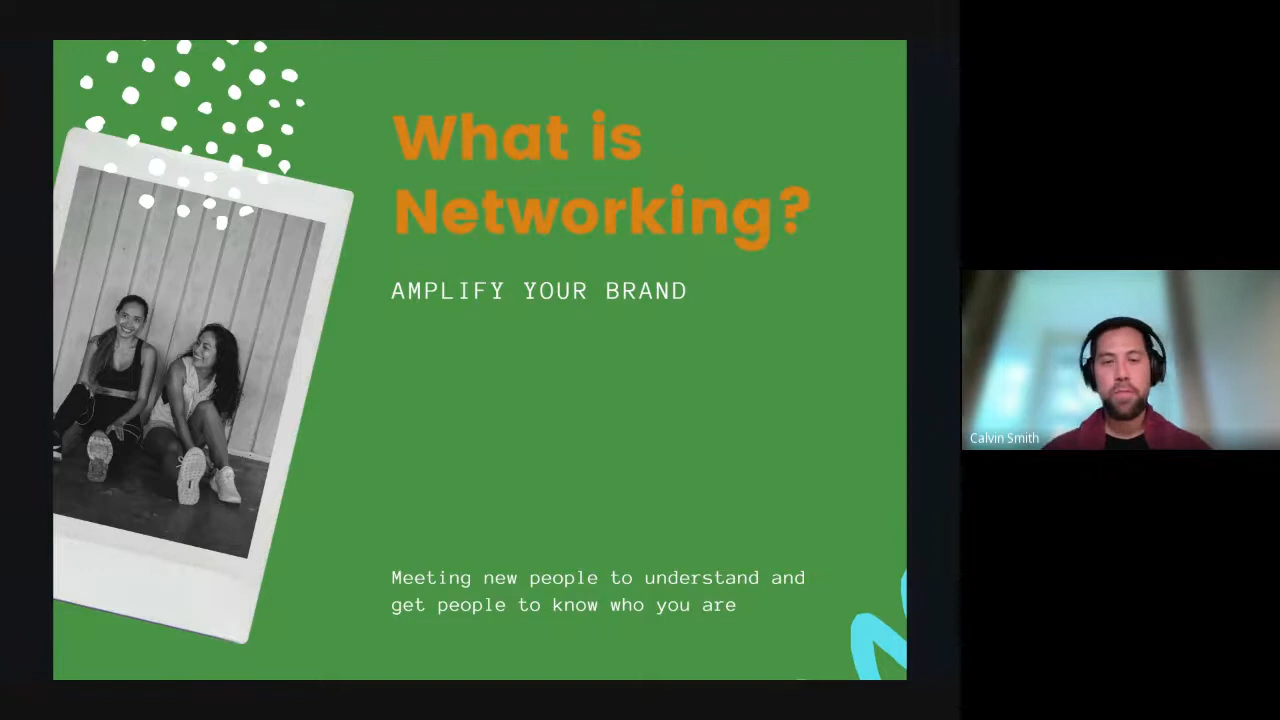 What is
Networking?
AMPLIFY YOUR BRAND
Meeting new people to understand and
get people to know who you are
Calvin Smith